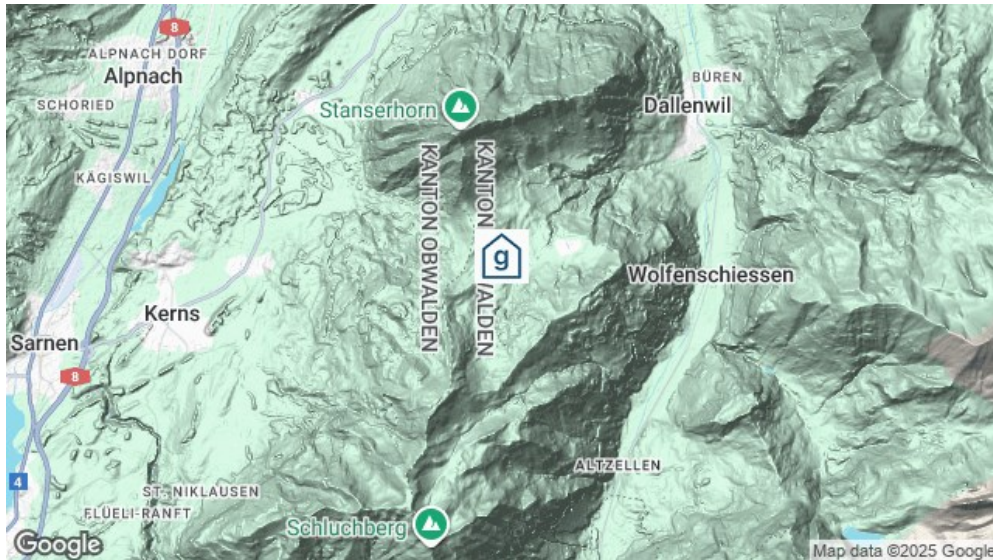 8
ALPNACH DORF
Alpnach
BÜREN
SCHORIED
Stanserhorn
Dallenwil
KÄGISWIL
KANTON OBWALDEN
KANTON
WALDEN
g
Wolfenschiessen
Kerns
Sarnen
8
ALTZELLEN
4
ST. NIKLAUSEN
FLÜELI-RANFT
Schluchberg
Google
Map data ©2025 Google